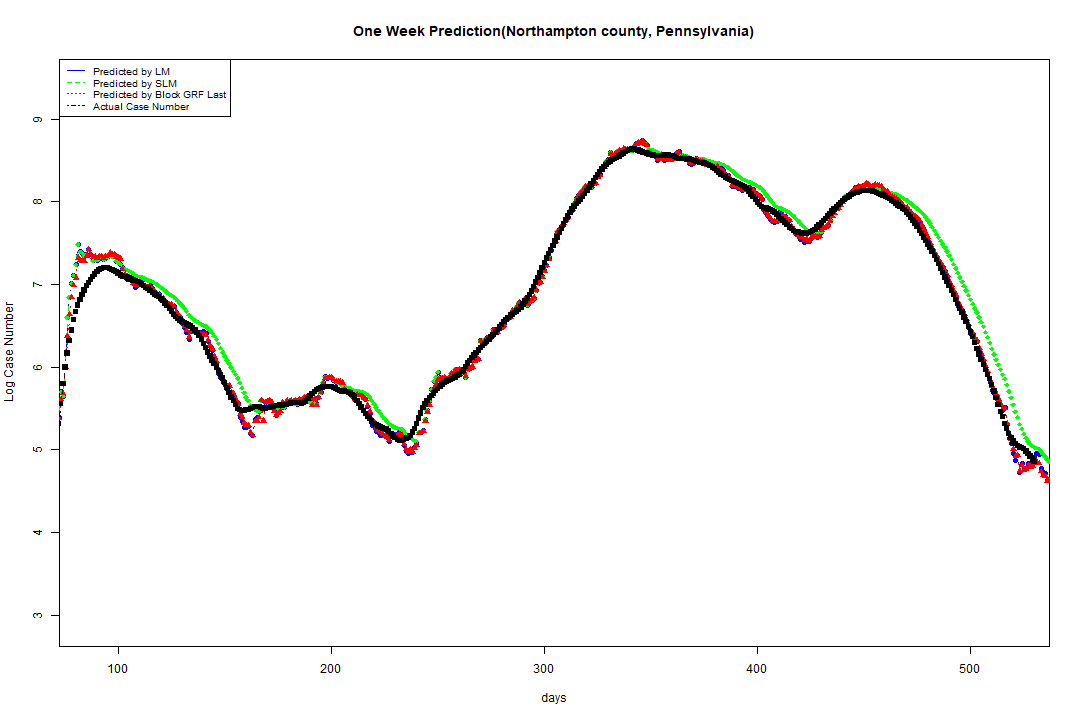 One Week Prediction(Northampton county, Pennsylvania)
Predicted by LM
Predicted by SLM
Predicted by Block GRF Last
Actual Case Number
9
8
7
6
5
4
3
Log Case Number
100 200 300 400 500
days